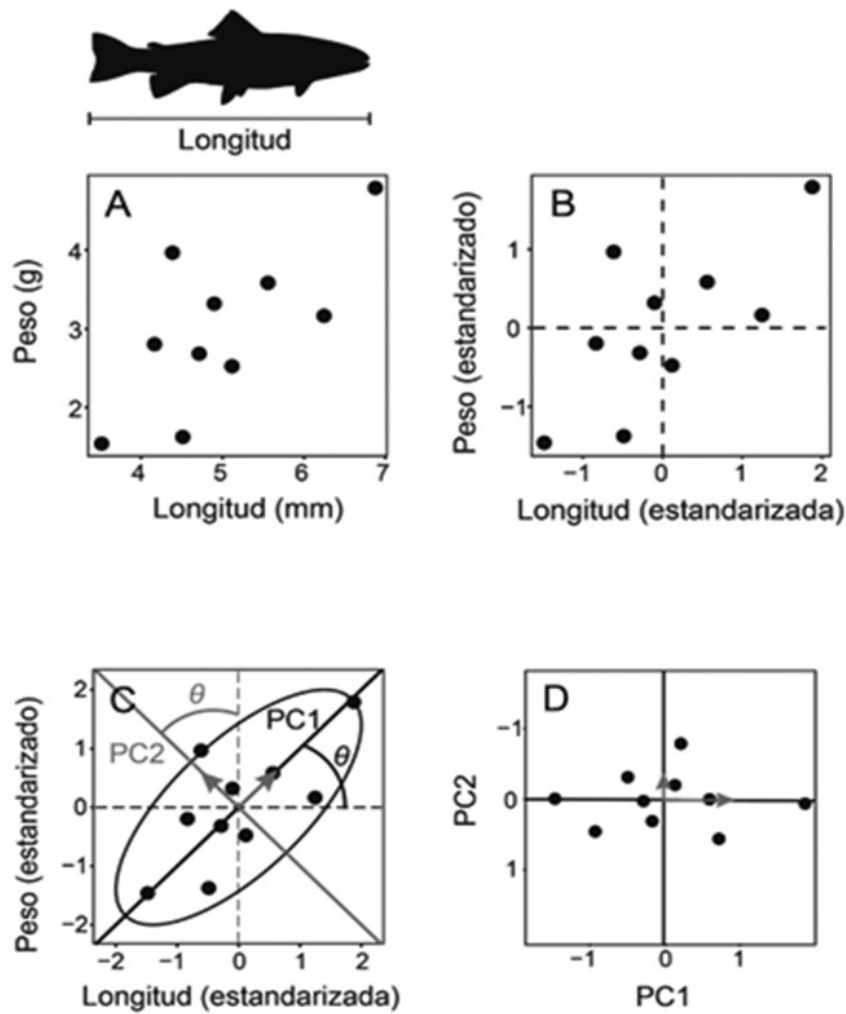 Longitud
A
Peso (g)
4
3
2
4 5 6 7
Longitud (mm)
B
Peso (estandarizado)
1
0
−1
−1 0 1 2
Longitud (estandarizada)
C
Peso (estandarizado)
2
1
0
−1
−2
θ
PC1
PC2
θ
−2 −1 0 1 2
Longitud (estandarizada)
D
PC2
−1
0
1
−1 0 1
PC1